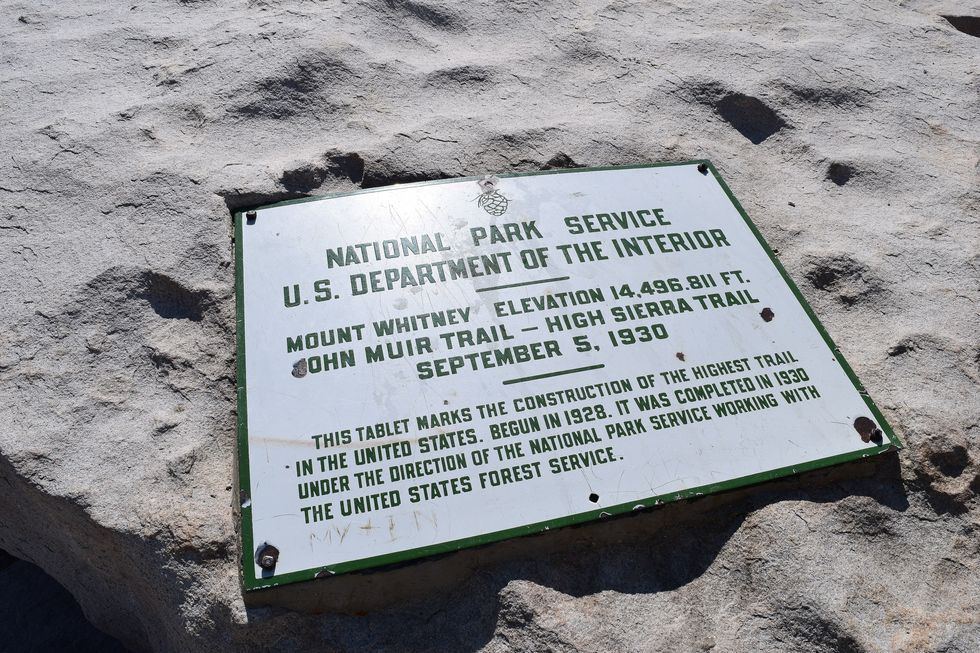 NATIONAL PARK SERVICE
U.S. DEPARTMENT OF THE INTERIOR
MOUNT WHITNEY ELEVATION 14,496.811 FT.
OHN MUIR TRAIL – HIGH SIERRA TRAIL
SEPTEMBER 5, 1930
THIS TABLET MARKS THE CONSTRUCTION OF THE HIGHEST TRAIL
IN THE UNITED STATES. BEGUN IN 1928. IT WAS COMPLETED IN 1930
UNDER THE DIRECTION OF THE NATIONAL PARK SERVICE WORKING WITH
THE UNITED STATES FOREST SERVICE.